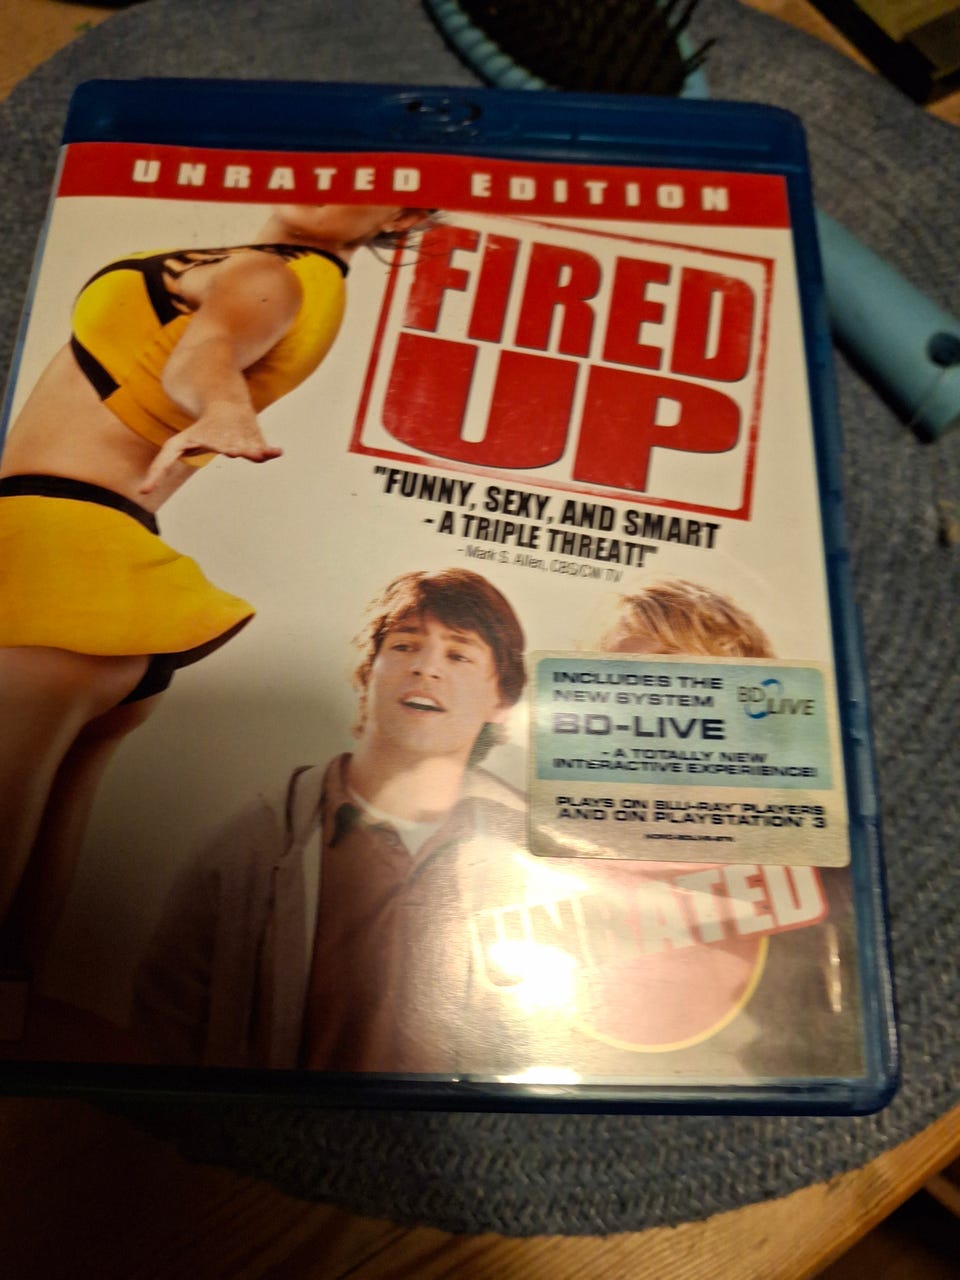 UNRATED EDITION
FIRED
UP
"FUNNY, SEXY, AND SMART
- A TRIPLE THREAT!"
- Mark S. Allen, CBS/CW TV
INCLUDES THE
NEW SYSTEM
BD-LIVE
BD LIVE
- A TOTALLY NEW
INTERACTIVE EXPERIENCE!
PLAYS ON BLU-RAY PLAYERS
AND ON PLAYSTATION 3
UNRATED